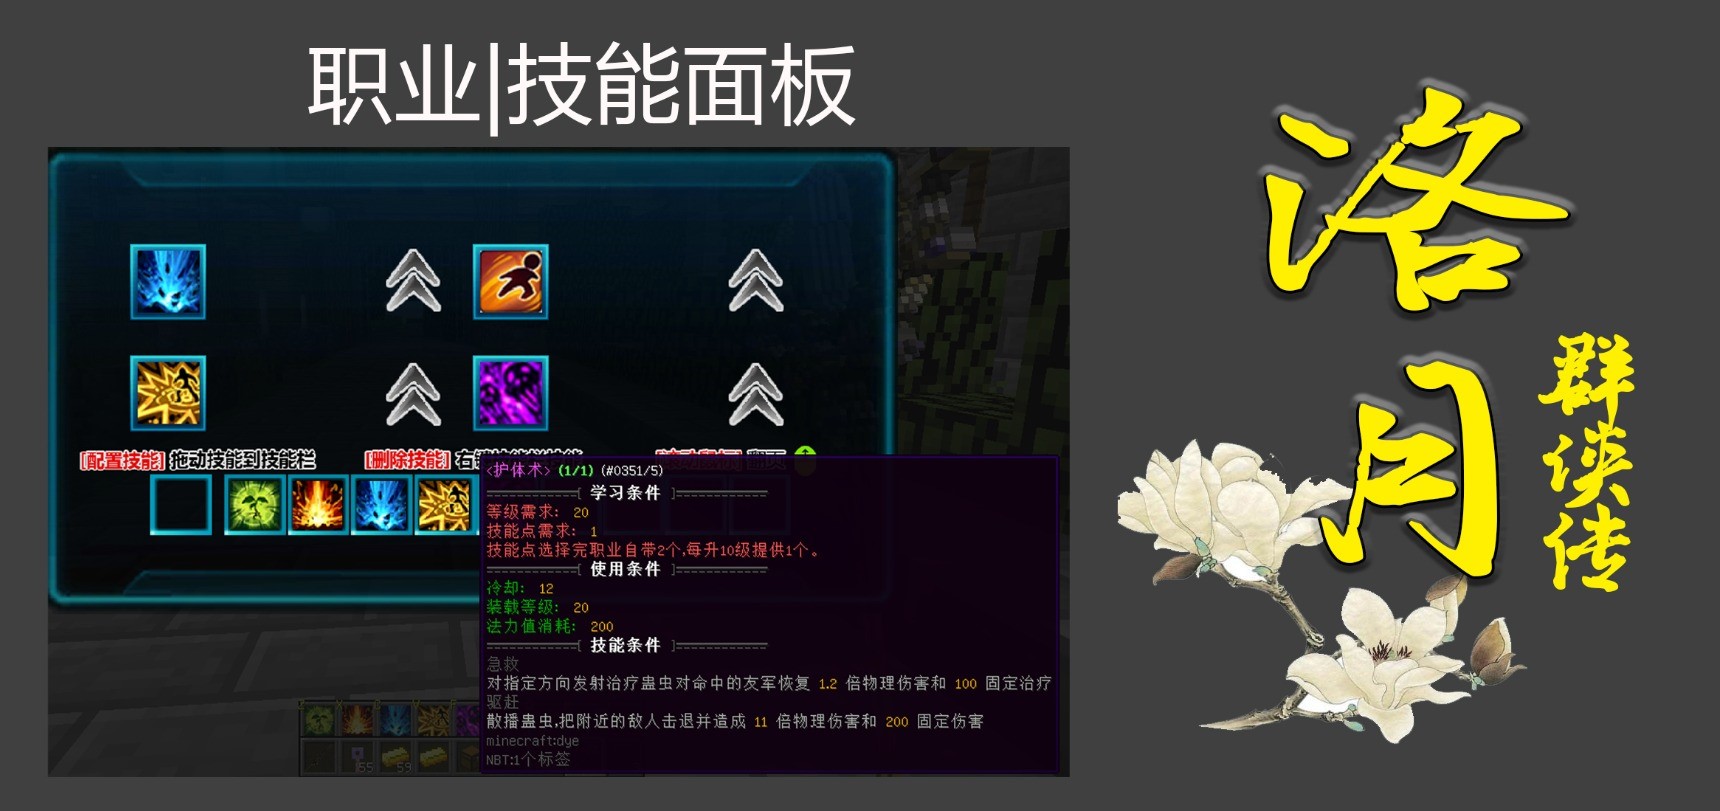 职业|技能面板
洛月
群谈传
[配置技能] 拖动技能到技能栏
[删除技能] 右
翻页
<护体术> (1/1) (#0351/5)
------------[ 学习条件 ]------------
等级需求: 20
技能点需求: 1
技能点选择完职业自带2个,每升10级提供1个。
------------[ 使用条件 ]------------
冷却: 12
装载等级: 20
法力值消耗: 200
------------[ 技能条件 ]------------
急救
对指定方向发射治疗蛊虫对命中的友军恢复 1.2 倍物理伤害和 100 固定治疗
驱赶
散播蛊虫,把附近的敌人击退并造成 11 倍物理伤害和 200 固定伤害
minecraft:dye
NBT:1个标签
55
59